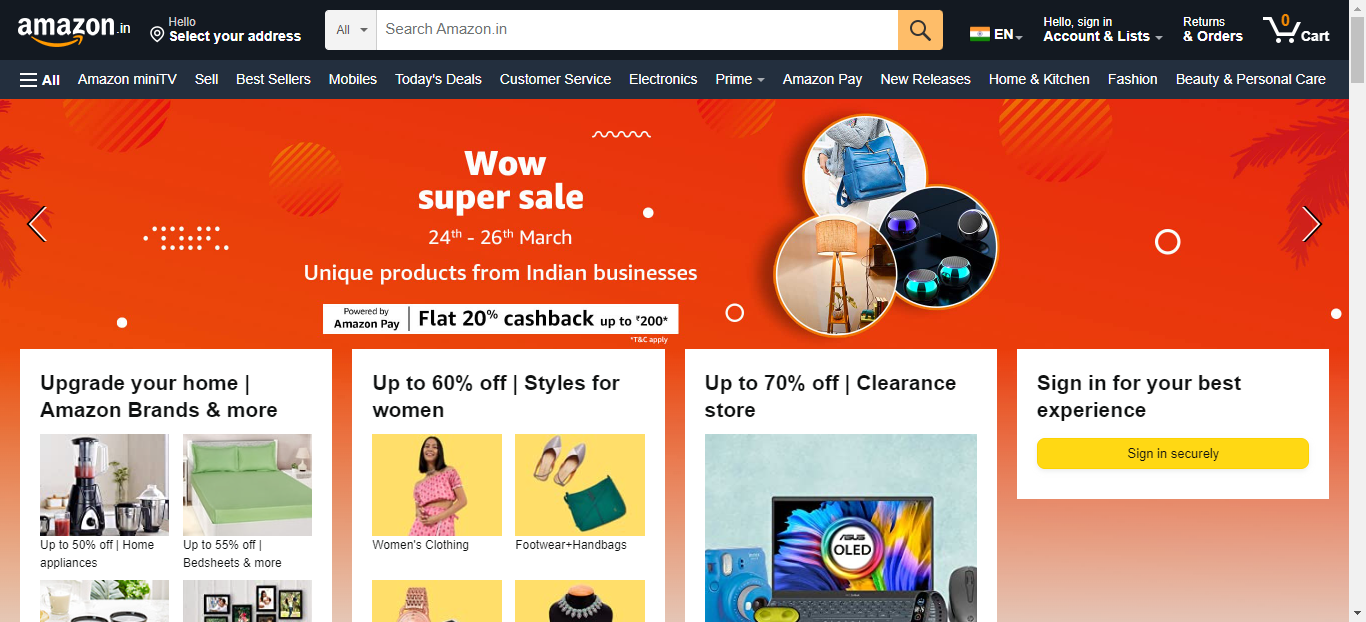 amazon.in
Hello
Select your address
All
Search Amazon.in
EN
Hello, sign in
Account & Lists
Returns
& Orders
0
Cart
All
Amazon miniTV
Sell
Best Sellers
Mobiles
Today's Deals
Customer Service
Electronics
Prime
Amazon Pay
New Releases
Home & Kitchen
Fashion
Beauty & Personal Care
Wow
super sale
24th - 26th March
Unique products from Indian businesses
Powered by
Amazon Pay
Flat 20% cashback up to ₹200*
*T&C apply
Upgrade your home |
Amazon Brands & more
Up to 50% off | Home
appliances
Up to 55% off |
Bedsheets & more
Up to 60% off | Styles for
women
Women's Clothing
Footwear+Handbags
Up to 70% off | Clearance
store
ASUS
OLED
Sign in for your best
experience
Sign in securely